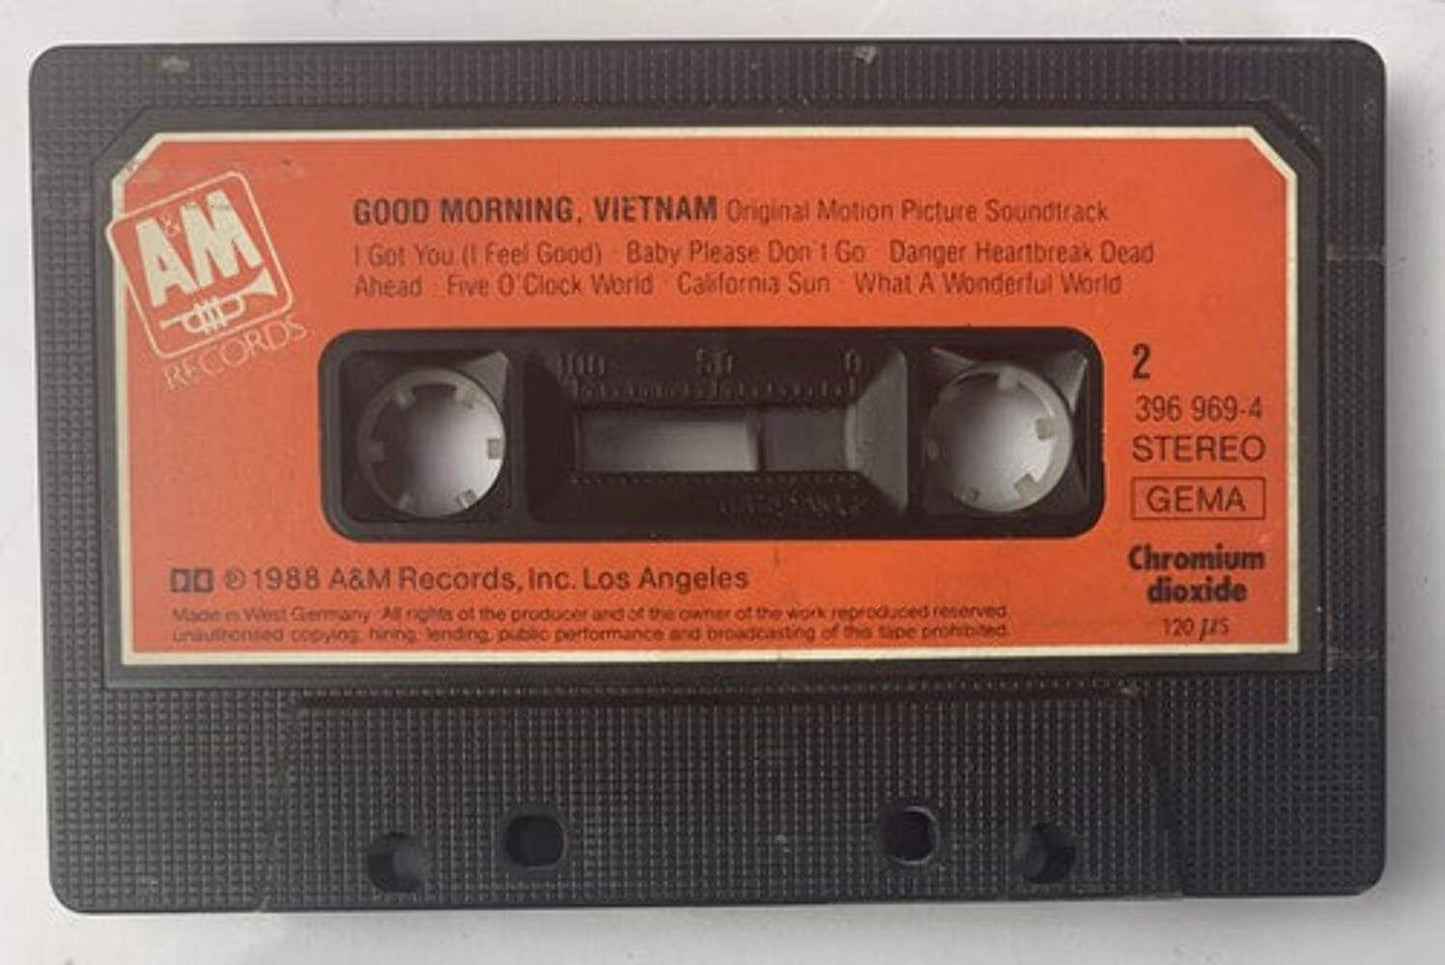 A&M
RECORDS
GOOD MORNING, VIETNAM Original Motion Picture Soundtrack
I Got You (I Feel Good) · Baby Please Don't Go · Danger Heartbreak Dead
Ahead · Five O'Clock World · California Sun · What A Wonderful World
100 50 0
2
396 969-4
STEREO
GEMA
Chromium
dioxide
120 µs
℗ 1988 A&M Records, Inc. Los Angeles
Made in West Germany · All rights of the producer and of the owner of the work reproduced reserved.
unauthorised copying, hiring, lending, public performance and broadcasting of this tape prohibited.